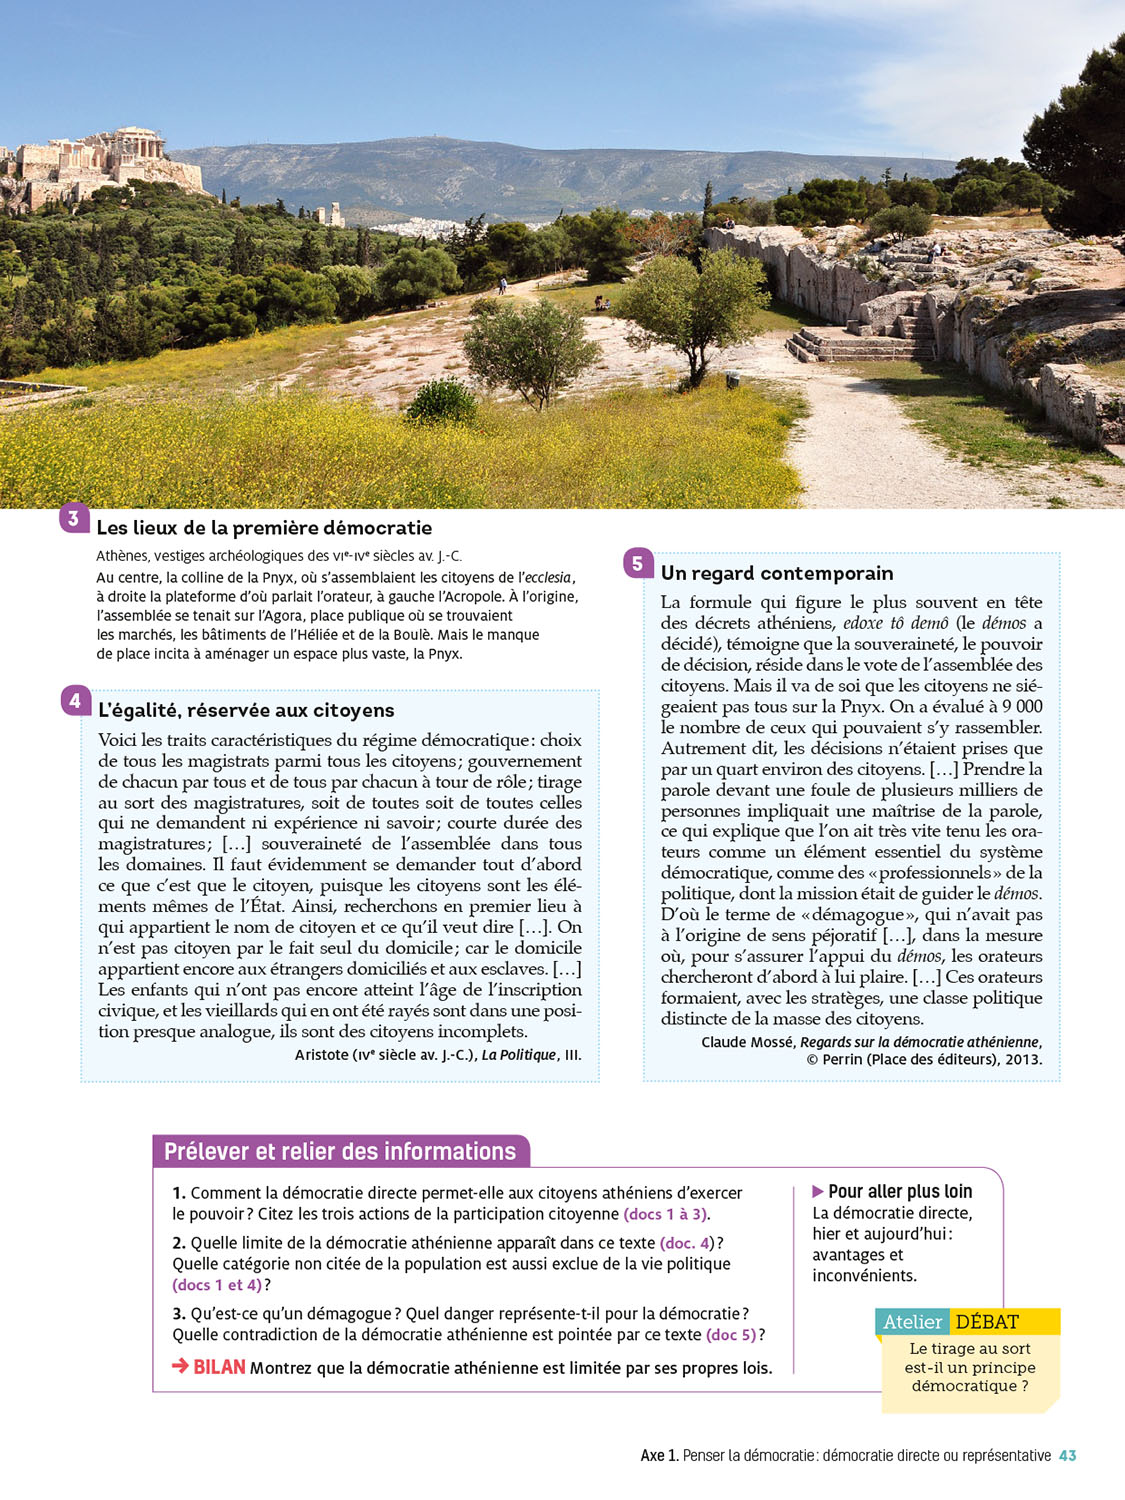 3
Les lieux de la première démocratie
Athènes, vestiges archéologiques des VIe-IVe siècles av. J.-C.
Au centre, la colline de la Pnyx, où s'assemblaient les citoyens de l'ecclesia,
à droite la plateforme d'où parlait l'orateur, à gauche l'Acropole. À l'origine,
l'assemblée se tenait sur l'Agora, place publique où se trouvaient
les marchés, les bâtiments de l'Héliée et de la Boulè. Mais le manque
de place incita à aménager un espace plus vaste, la Pnyx.
4
L'égalité, réservée aux citoyens
Voici les traits caractéristiques du régime démocratique : choix
de tous les magistrats parmi tous les citoyens ; gouvernement
de chacun par tous et de tous par chacun à tour de rôle ; tirage
au sort des magistratures, soit de toutes soit de toutes celles
qui ne demandent ni expérience ni savoir ; courte durée des
magistratures ; […] souveraineté de l'assemblée dans tous
les domaines. Il faut évidemment se demander tout d'abord
ce que c'est que le citoyen, puisque les citoyens sont les élé-
ments mêmes de l'État. Ainsi, recherchons en premier lieu à
qui appartient le nom de citoyen et ce qu'il veut dire […]. On
n'est pas citoyen par le fait seul du domicile ; car le domicile
appartient encore aux étrangers domiciliés et aux esclaves. […]
Les enfants qui n'ont pas encore atteint l'âge de l'inscription
civique, et les vieillards qui en ont été rayés sont dans une posi-
tion presque analogue, ils sont des citoyens incomplets.
Aristote (IVe siècle av. J.-C.), La Politique, III.
5
Un regard contemporain
La formule qui figure le plus souvent en tête
des décrets athéniens, edoxe tô demô (le démos a
décidé), témoigne que la souveraineté, le pouvoir
de décision, réside dans le vote de l'assemblée des
citoyens. Mais il va de soi que les citoyens ne sié-
geaient pas tous sur la Pnyx. On a évalué à 9 000
le nombre de ceux qui pouvaient s'y rassembler.
Autrement dit, les décisions n'étaient prises que
par un quart environ des citoyens. […] Prendre la
parole devant une foule de plusieurs milliers de
personnes impliquait une maîtrise de la parole,
ce qui explique que l'on ait très vite tenu les ora-
teurs comme un élément essentiel du système
démocratique, comme des « professionnels » de la
politique, dont la mission était de guider le démos.
D'où le terme de « démagogue », qui n'avait pas
à l'origine de sens péjoratif […], dans la mesure
où, pour s'assurer l'appui du démos, les orateurs
chercheront d'abord à lui plaire. […] Ces orateurs
formaient, avec les stratèges, une classe politique
distincte de la masse des citoyens.
Claude Mossé, Regards sur la démocratie athénienne,
© Perrin (Place des éditeurs), 2013.
Prélever et relier des informations
1. Comment la démocratie directe permet-elle aux citoyens athéniens d'exercer
le pouvoir ? Citez les trois actions de la participation citoyenne (docs 1 à 3).
2. Quelle limite de la démocratie athénienne apparaît dans ce texte (doc. 4) ?
Quelle catégorie non citée de la population est aussi exclue de la vie politique
(docs 1 et 4) ?
3. Qu'est-ce qu'un démagogue ? Quel danger représente-t-il pour la démocratie ?
Quelle contradiction de la démocratie athénienne est pointée par ce texte (doc 5) ?
→ BILAN Montrez que la démocratie athénienne est limitée par ses propres lois.
▶ Pour aller plus loin
La démocratie directe,
hier et aujourd'hui :
avantages et
inconvénients.
Atelier DÉBAT
Le tirage au sort
est-il un principe
démocratique ?
Axe 1. Penser la démocratie : démocratie directe ou représentative 43